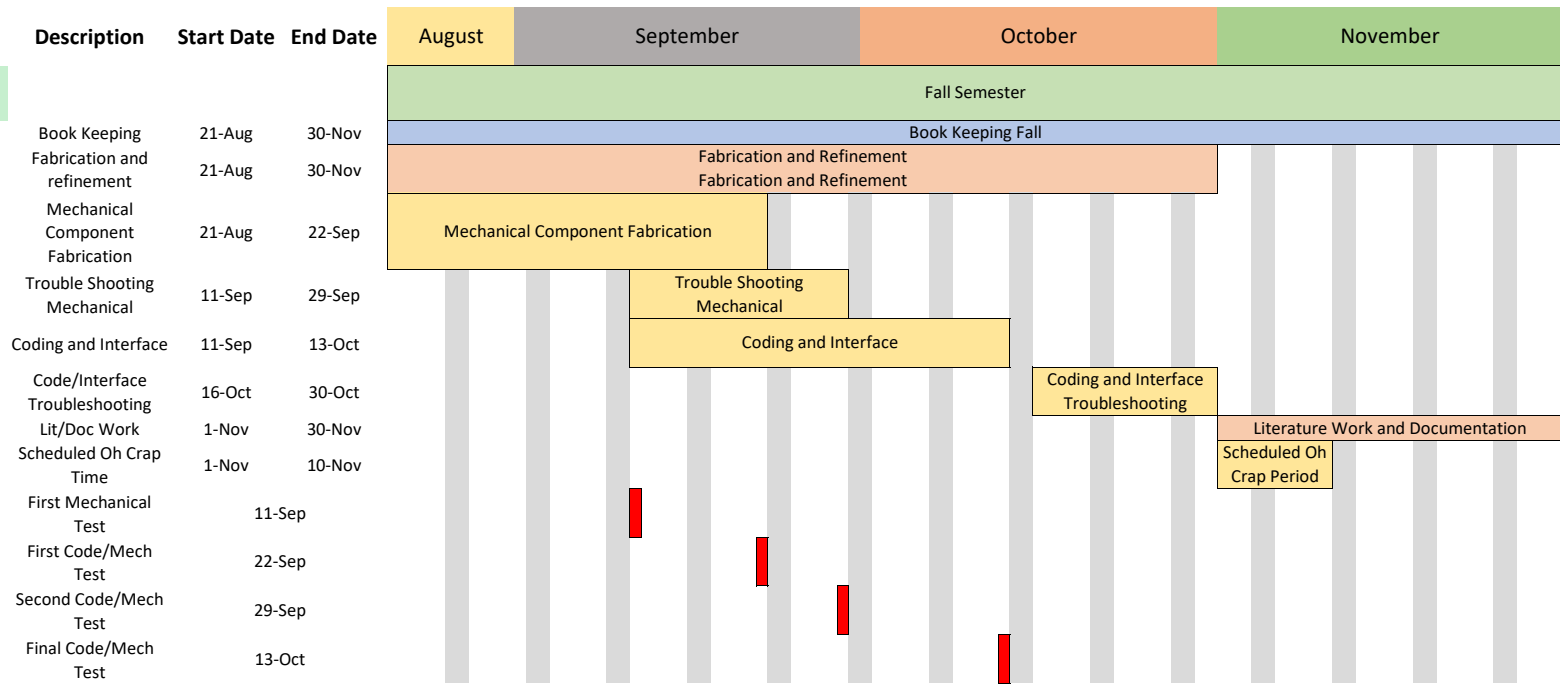 Description Start Date End Date August September October November
Fall Semester
Book Keeping 21-Aug 30-Nov Book Keeping Fall
Fabrication and
refinement
21-Aug 30-Nov
Fabrication and Refinement
Fabrication and Refinement
Mechanical
Component
Fabrication
21-Aug 22-Sep Mechanical Component Fabrication
Trouble Shooting
Mechanical
11-Sep 29-Sep
Trouble Shooting
Mechanical
Coding and Interface 11-Sep 13-Oct Coding and Interface
Code/Interface
Troubleshooting
16-Oct 30-Oct
Coding and Interface
Troubleshooting
Lit/Doc Work 1-Nov 30-Nov Literature Work and Documentation
Scheduled Oh Crap
Time
1-Nov 10-Nov
Scheduled Oh
Crap Period
First Mechanical
Test
11-Sep
First Code/Mech
Test
22-Sep
Second Code/Mech
Test
29-Sep
Final Code/Mech
Test
13-Oct